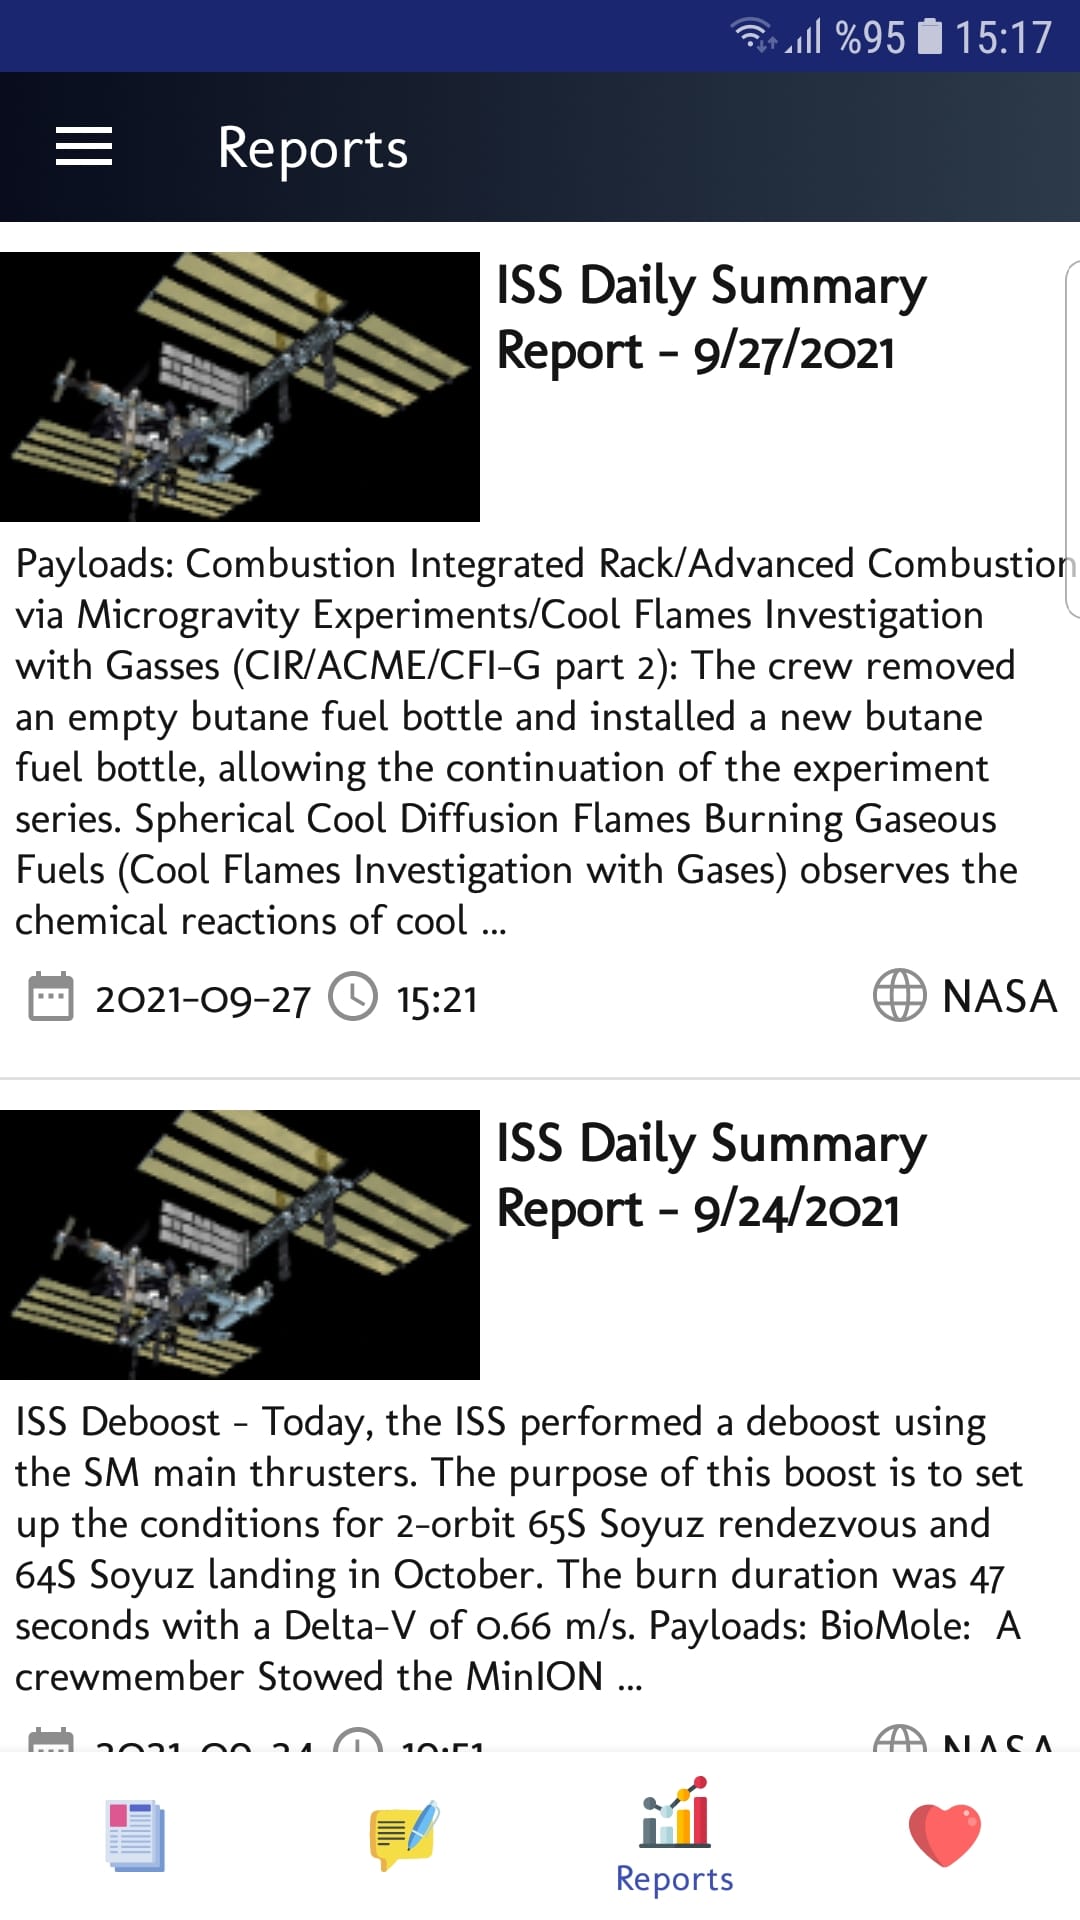 %95 15:17
Reports
ISS Daily Summary
Report - 9/27/2021
Payloads: Combustion Integrated Rack/Advanced Combustion
via Microgravity Experiments/Cool Flames Investigation
with Gasses (CIR/ACME/CFI-G part 2): The crew removed
an empty butane fuel bottle and installed a new butane
fuel bottle, allowing the continuation of the experiment
series. Spherical Cool Diffusion Flames Burning Gaseous
Fuels (Cool Flames Investigation with Gases) observes the
chemical reactions of cool ...
2021-09-27 15:21 NASA
ISS Daily Summary
Report - 9/24/2021
ISS Deboost - Today, the ISS performed a deboost using
the SM main thrusters. The purpose of this boost is to set
up the conditions for 2-orbit 65S Soyuz rendezvous and
64S Soyuz landing in October. The burn duration was 47
seconds with a Delta-V of 0.66 m/s. Payloads: BioMole: A
crewmember Stowed the MinION ...
2021-09-24 NASA
Reports